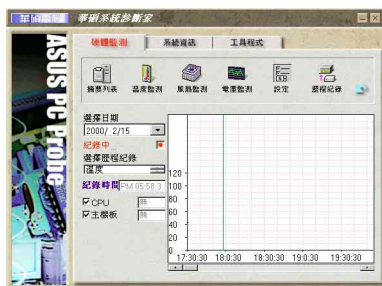 華碩電腦
華碩系統診斷家
硬體監測
系統資訊
工具程式
摘要列表
溫度監測
風扇監測
電壓監測
設定
歷程紀錄
ASUS PC Probe
選擇日期
2000/ 2/15
紀錄中
選擇歷程紀錄
溫度
紀錄時間 PM 05:58:3
CPU 無
主機板 無
120
100
80
60
40
20
0
17:30:30 18:0:30 18:30:30 19:0:30 19:30:30